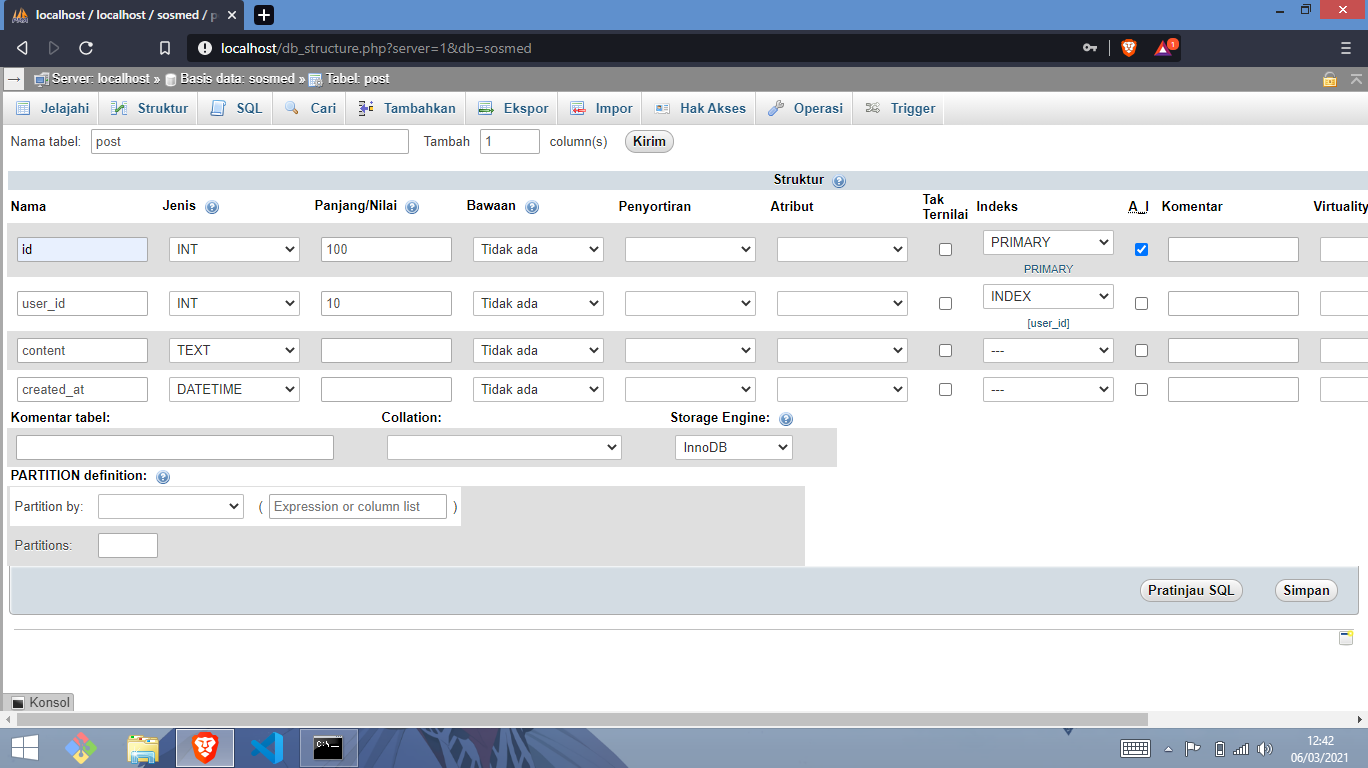 localhost / localhost / sosmed / p
localhost/db_structure.php?server=1&db=sosmed
1
Server: localhost » Basis data: sosmed » Tabel: post
Jelajahi Struktur SQL Cari Tambahkan Ekspor Impor Hak Akses Operasi Trigger
Nama tabel: post Tambah 1 column(s) Kirim
Struktur
Nama Jenis Panjang/Nilai Bawaan Penyortiran Atribut Tak Ternilai Indeks A_I Komentar Virtuality
id INT 100 Tidak ada PRIMARY
PRIMARY
user_id INT 10 Tidak ada INDEX
[user_id]
content TEXT Tidak ada ---
created_at DATETIME Tidak ada ---
Komentar tabel: Collation: Storage Engine:
InnoDB
PARTITION definition:
Partition by: ( Expression or column list )
Partitions:
Pratinjau SQL Simpan
Konsol
C:\_
12:42
06/03/2021